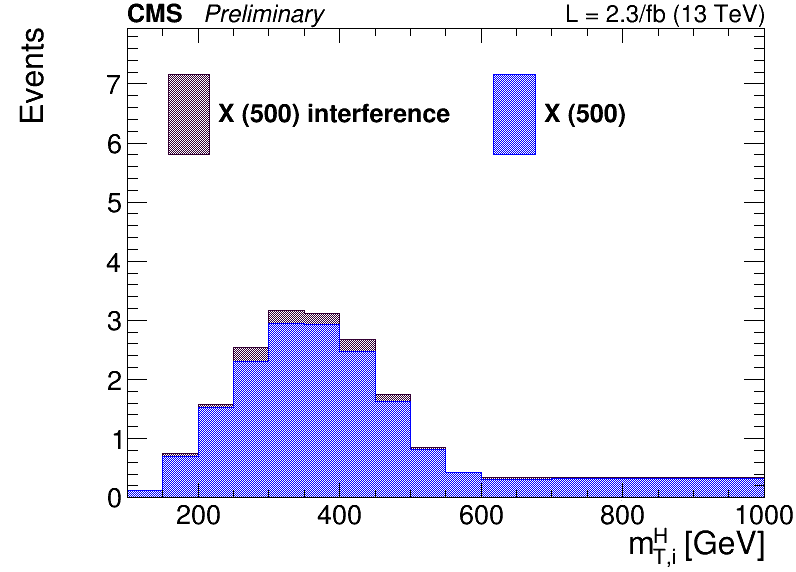 CMS Preliminary L = 2.3/fb (13 TeV)
Events
7
X (500) interference X (500)
6
5
4
3
2
1
0
200 400 600 800 1000
m^H_T,i [GeV]